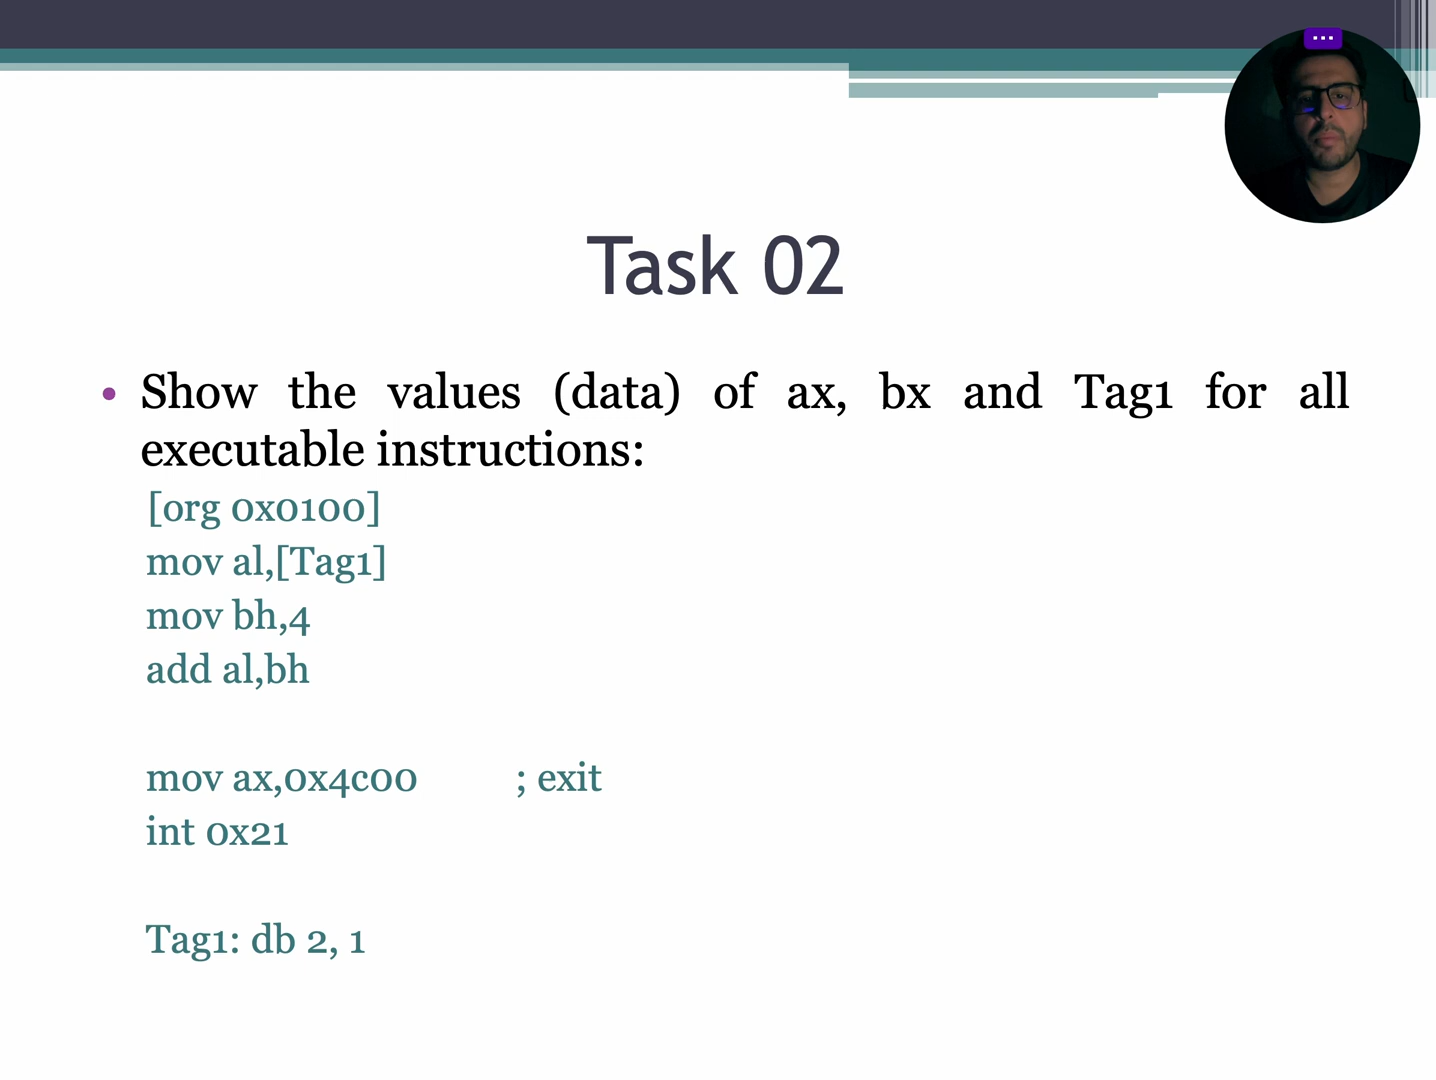 Task 02
• Show the values (data) of ax, bx and Tag1 for all
executable instructions:
[org 0x0100]
mov al,[Tag1]
mov bh,4
add al,bh
mov ax,0x4c00 ; exit
int 0x21
Tag1: db 2, 1